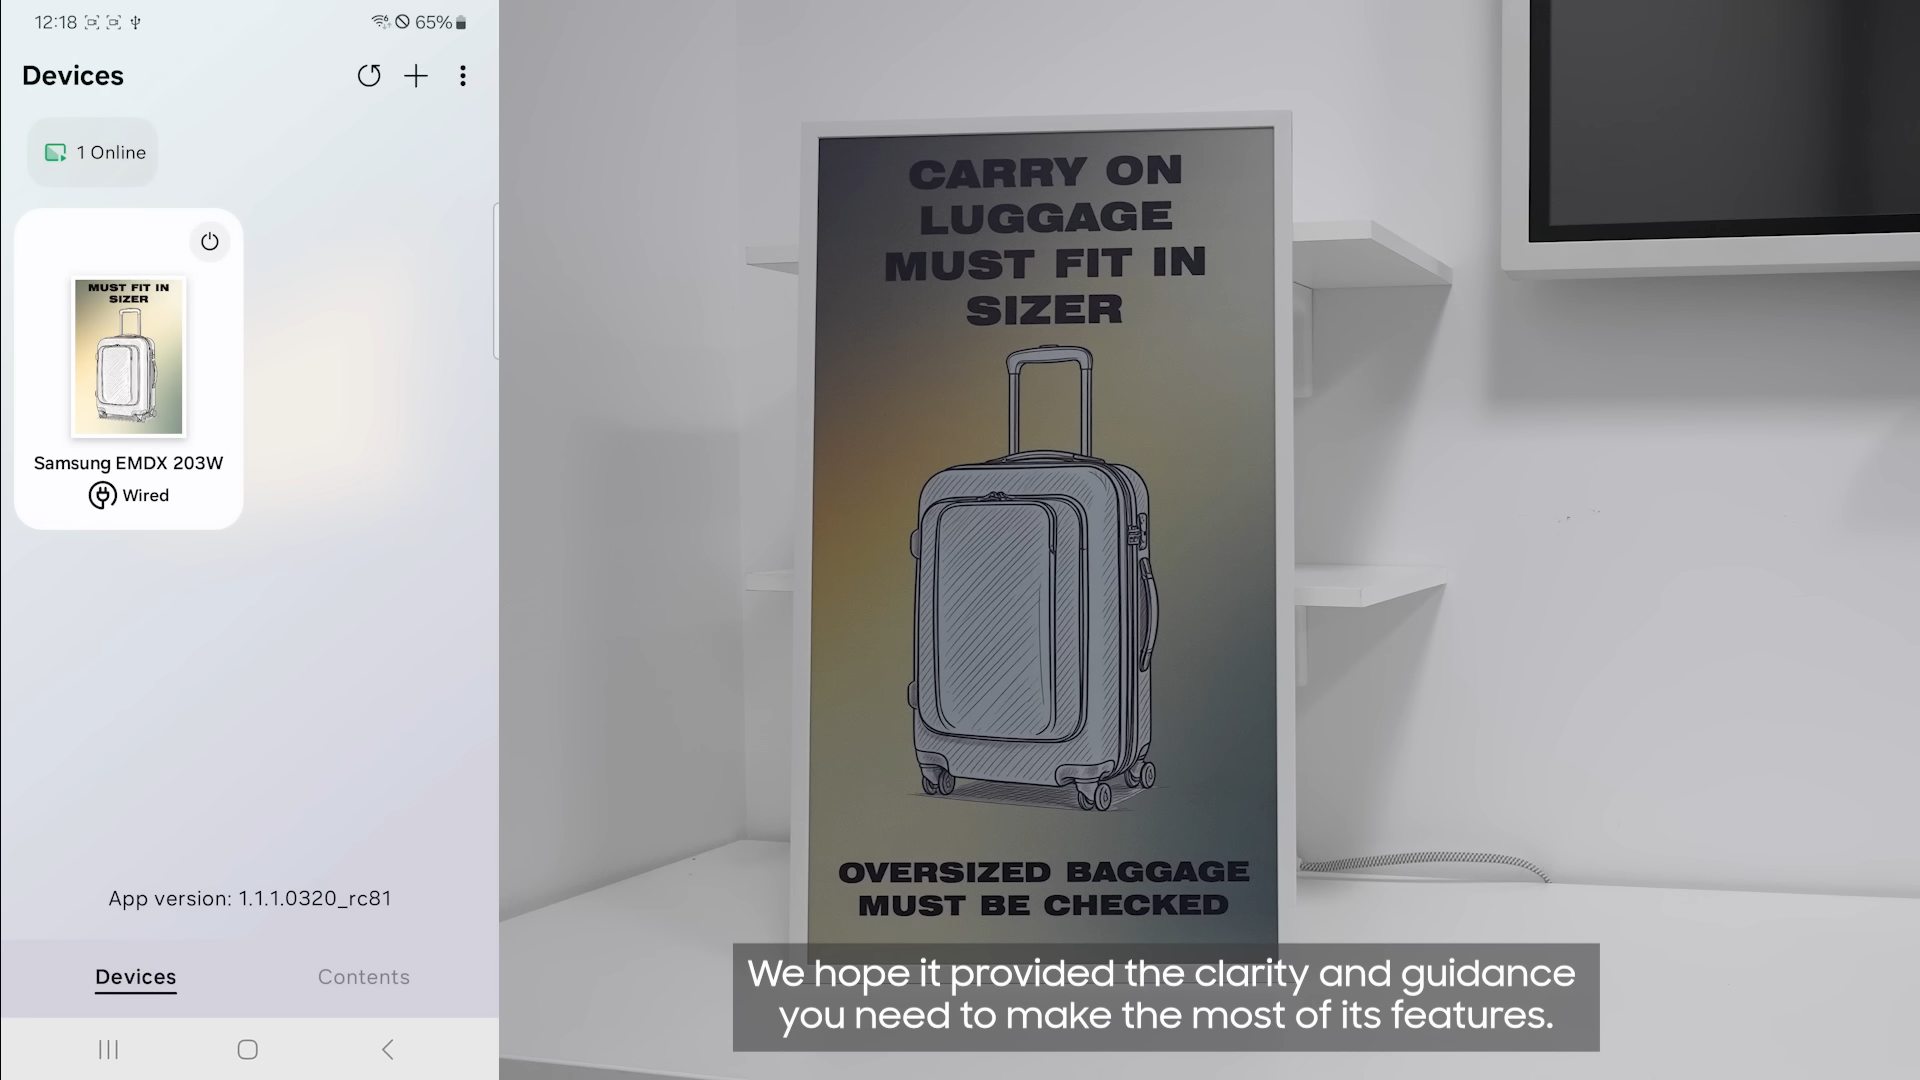 12:18
65%
Devices
1 Online
MUST FIT IN
SIZER
Samsung EMDX 203W
Wired
App version: 1.1.1.0320_rc81
Devices
Contents
CARRY ON
LUGGAGE
MUST FIT IN
SIZER
OVERSIZED BAGGAGE
MUST BE CHECKED
We hope it provided the clarity and guidance
you need to make the most of its features.